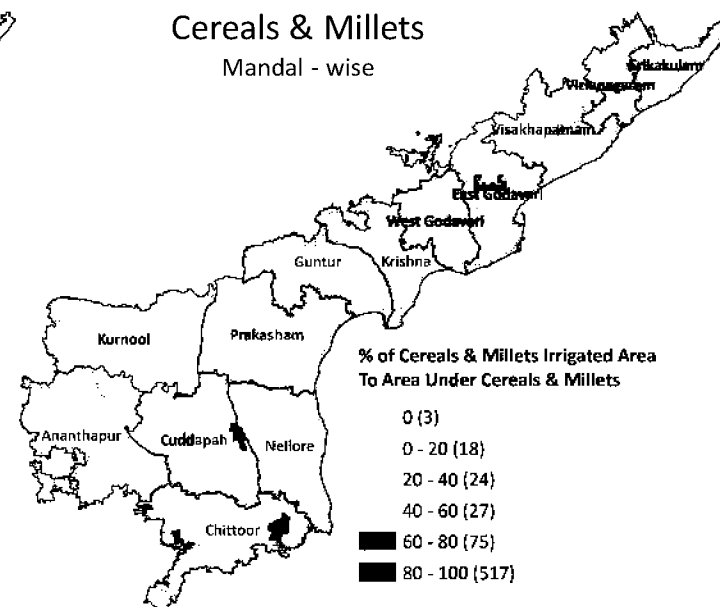 Cereals & Millets
Mandal - wise
Srikakulam
Vizianagaram
Visakhapatnam
East Godavari
West Godavari
Guntur
Krishna
Kurnool
Prakasham
% of Cereals & Millets Irrigated Area
To Area Under Cereals & Millets
Ananthapur
Cuddapah
Nellore
0 (3)
0 - 20 (18)
20 - 40 (24)
40 - 60 (27)
Chittoor
60 - 80 (75)
80 - 100 (517)